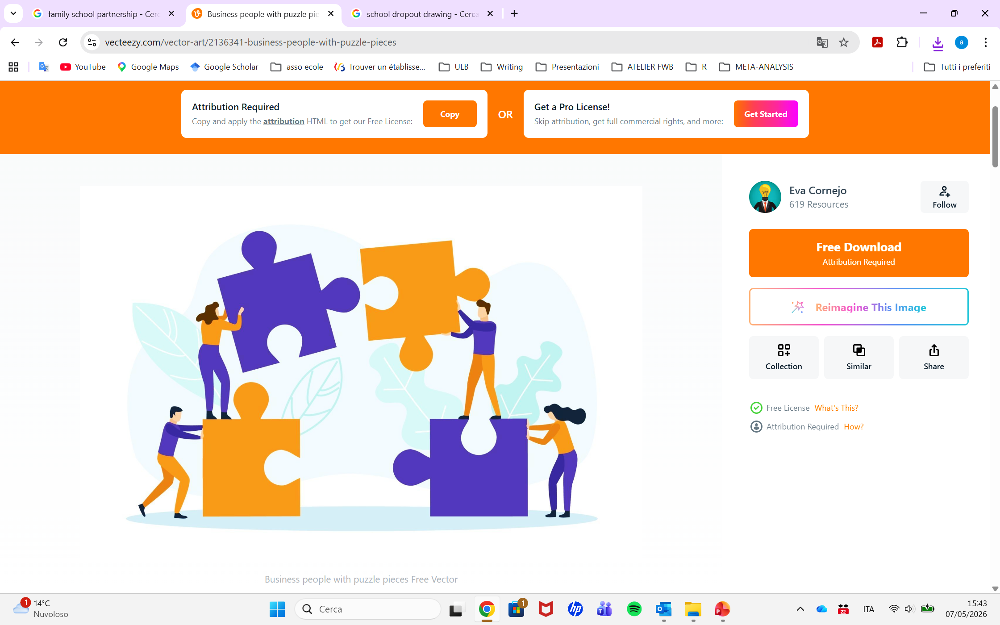 family school partnership - Cerc
Business people with puzzle pie
school dropout drawing - Cerca
vecteezy.com/vector-art/2136341-business-people-with-puzzle-pieces
a
YouTube
Google Maps
Google Scholar
asso ecole
Trouver un établisse...
ULB
Writing
Presentazioni
ATELIER FWB
R
META-ANALYSIS
Tutti i preferiti
Attribution Required
Copy and apply the attribution HTML to get our Free License:
Copy
OR
Get a Pro License!
Skip attribution, get full commercial rights, and more:
Get Started
Eva Cornejo
619 Resources
Follow
Free Download
Attribution Required
Reimagine This Image
Collection
Similar
Share
Free License What's This?
Attribution Required How?
Business people with puzzle pieces Free Vector
1
14°C
Nuvoloso
Cerca
1
hp
22
ITA
15:43
07/05/2026